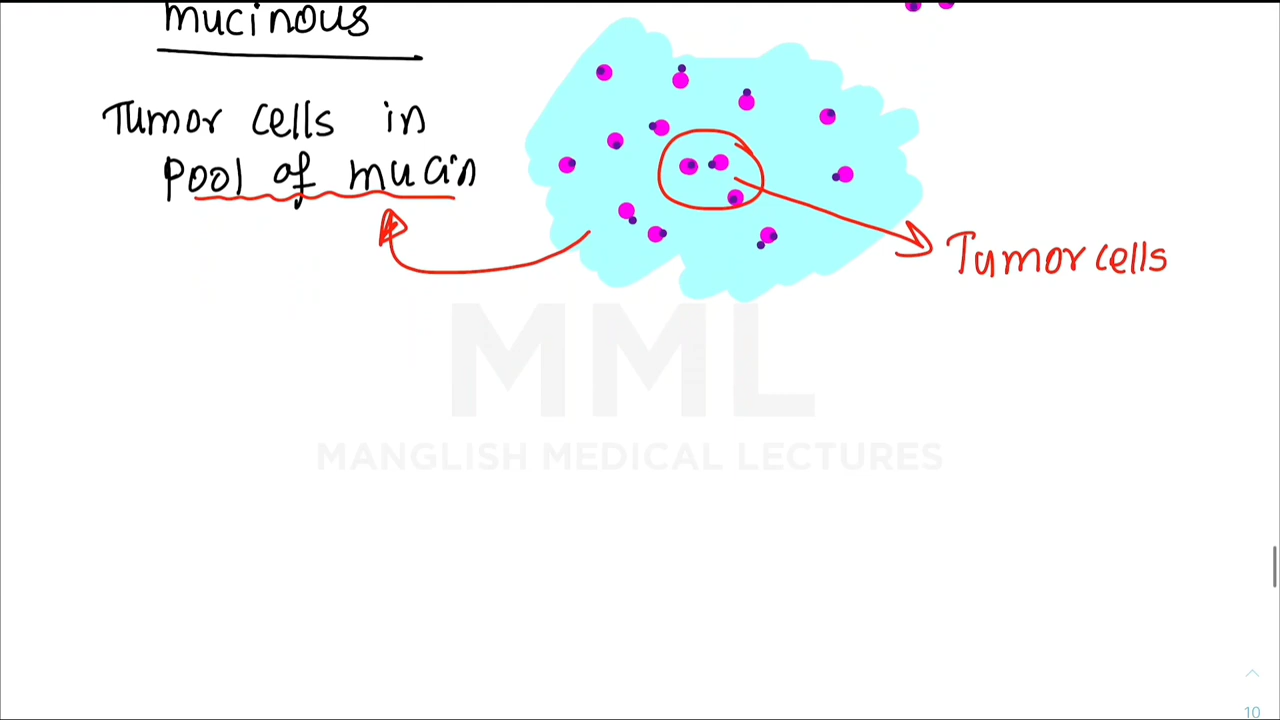 mucinous
Tumor cells in
pool of mucin
Tumor cells
MML
MANGLISH MEDICAL LECTURES
10